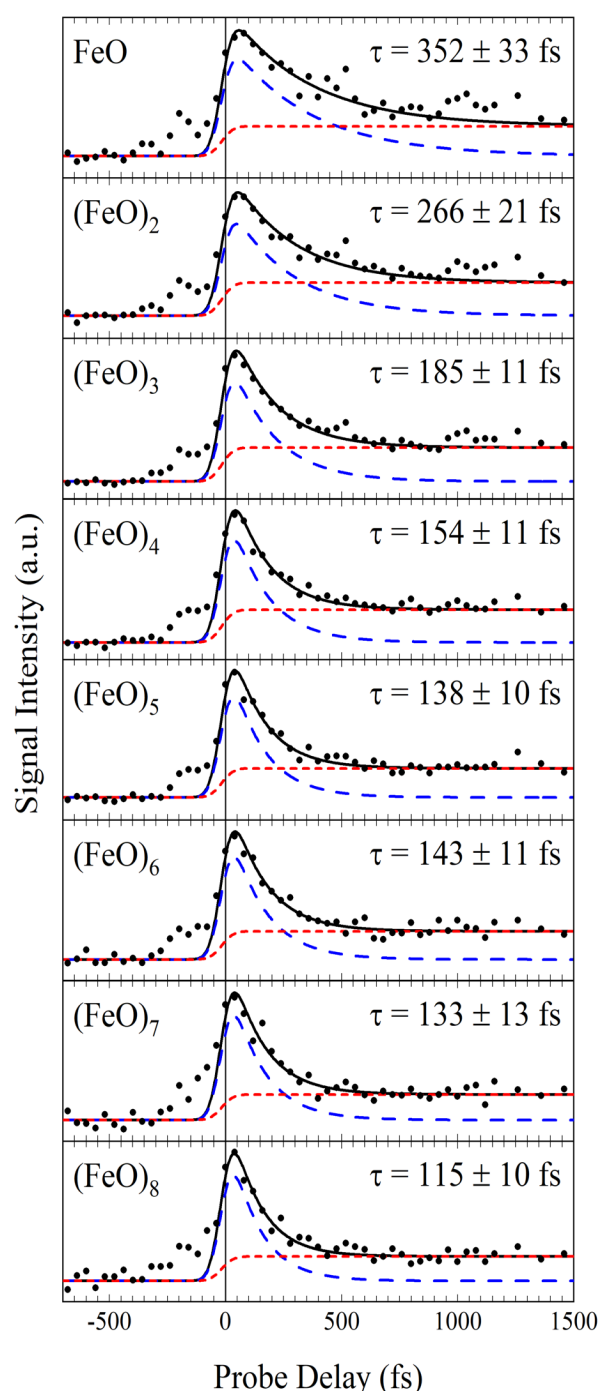 FeO τ = 352 ± 33 fs
(FeO)₂ τ = 266 ± 21 fs
(FeO)₃ τ = 185 ± 11 fs
(FeO)₄ τ = 154 ± 11 fs
(FeO)₅ τ = 138 ± 10 fs
(FeO)₆ τ = 143 ± 11 fs
(FeO)₇ τ = 133 ± 13 fs
(FeO)₈ τ = 115 ± 10 fs
Signal Intensity (a.u.)
-500 0 500 1000 1500
Probe Delay (fs)